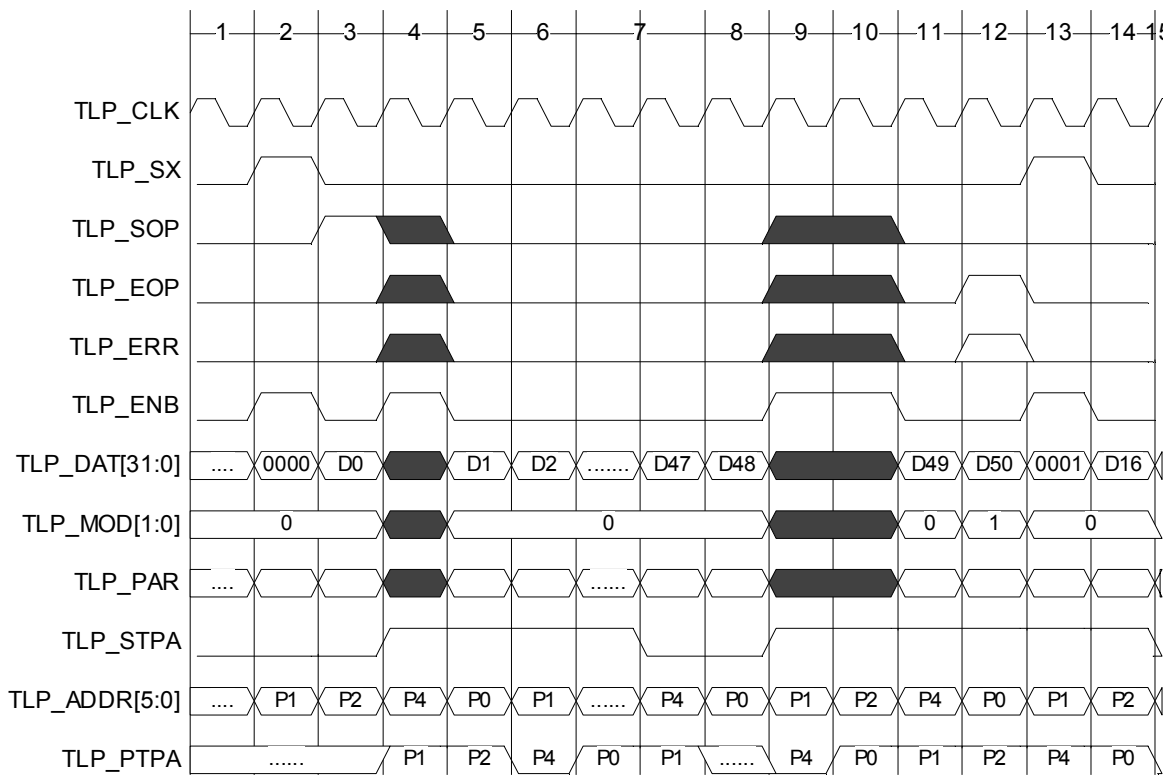 1 2 3 4 5 6 7 8 9 10 11 12 13 14 15
TLP_CLK
TLP_SX
TLP_SOP
TLP_EOP
TLP_ERR
TLP_ENB
TLP_DAT[31:0] .... 0000 D0 D1 D2 ....... D47 D48 D49 D50 0001 D16
TLP_MOD[1:0] 0 0 0 1 0
TLP_PAR .... ......
TLP_STPA
TLP_ADDR[5:0] .... P1 P2 P4 P0 P1 ...... P4 P0 P1 P2 P4 P0 P1 P2
TLP_PTPA ...... P1 P2 P4 P0 P1 ...... P4 P0 P1 P2 P4 P0